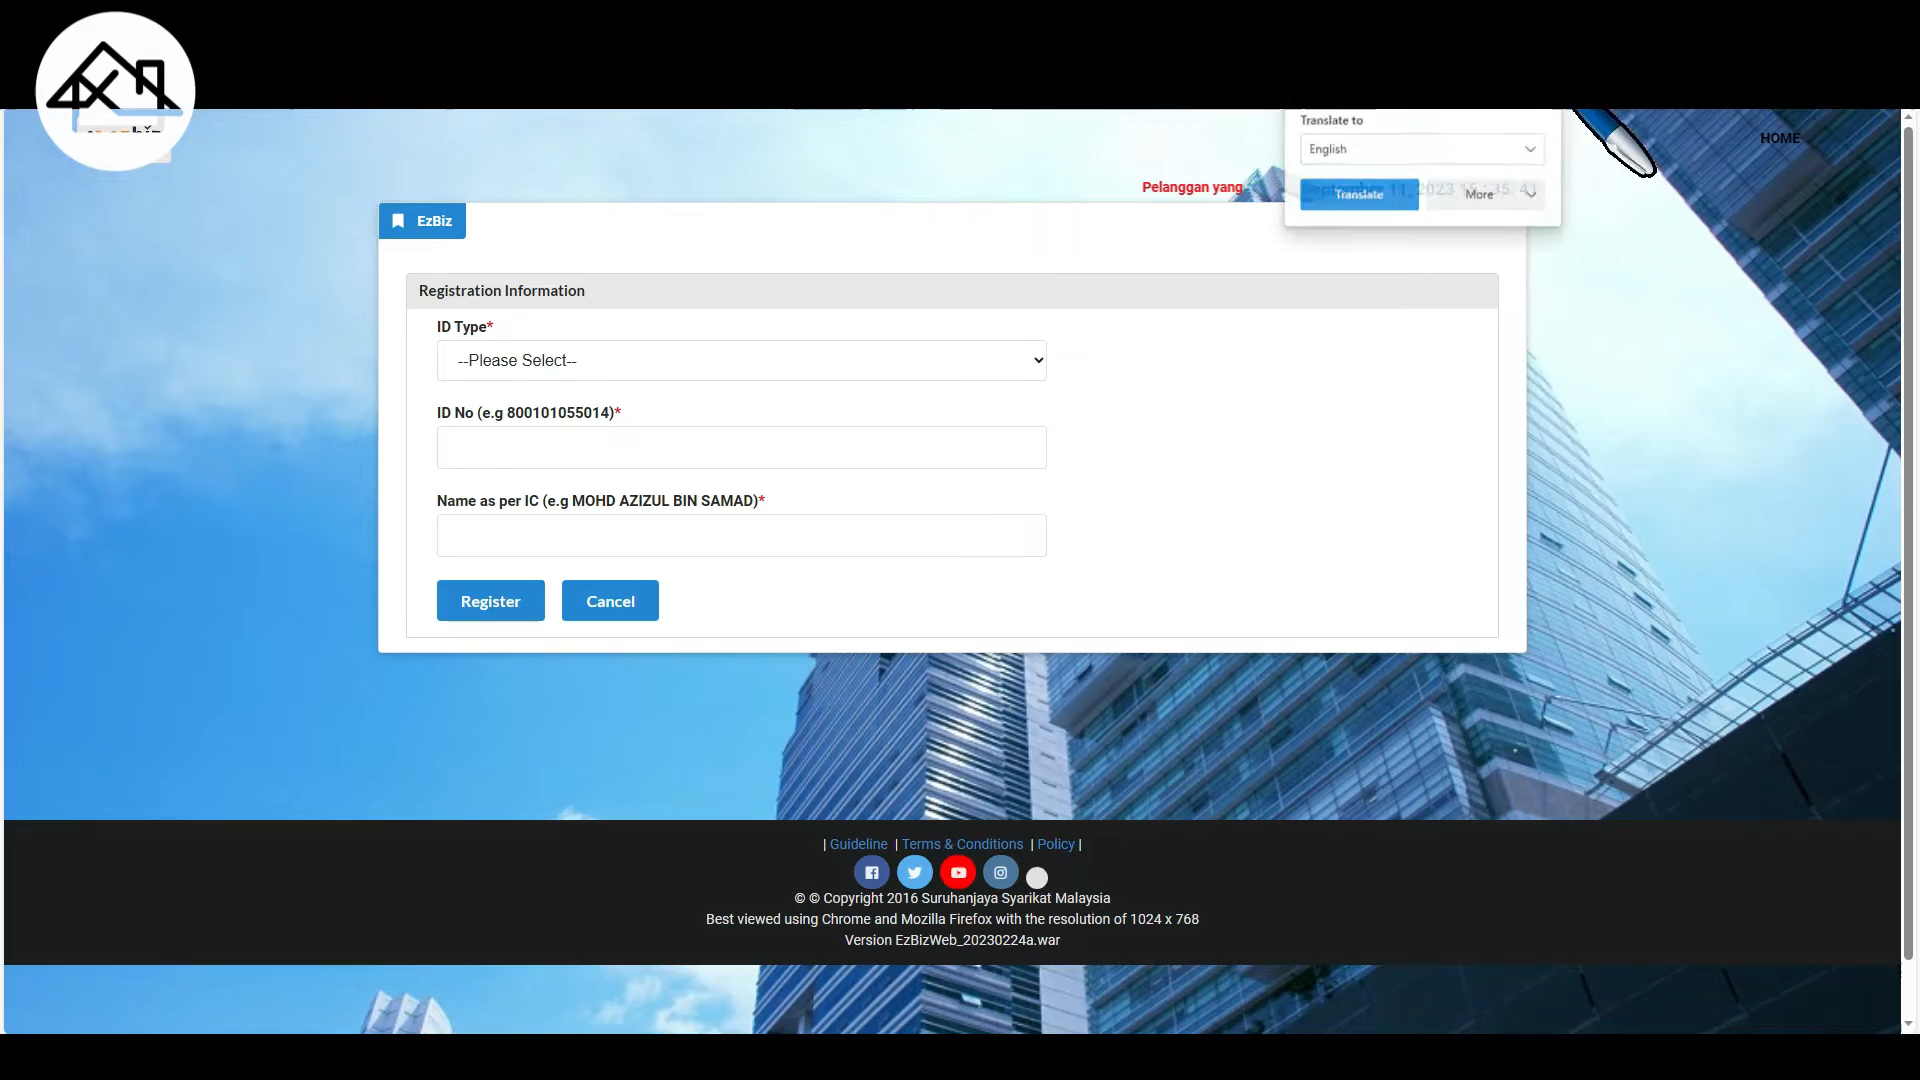 Translate to
English
HOME
Pelanggan yang
Translate
More
EzBiz
Registration Information
ID Type*
--Please Select--
ID No (e.g 800101055014)*
Name as per IC (e.g MOHD AZIZUL BIN SAMAD)*
Register Cancel
| Guideline | Terms & Conditions | Policy |
© © Copyright 2016 Suruhanjaya Syarikat Malaysia
Best viewed using Chrome and Mozilla Firefox with the resolution of 1024 x 768
Version EzBizWeb_20230224a.war